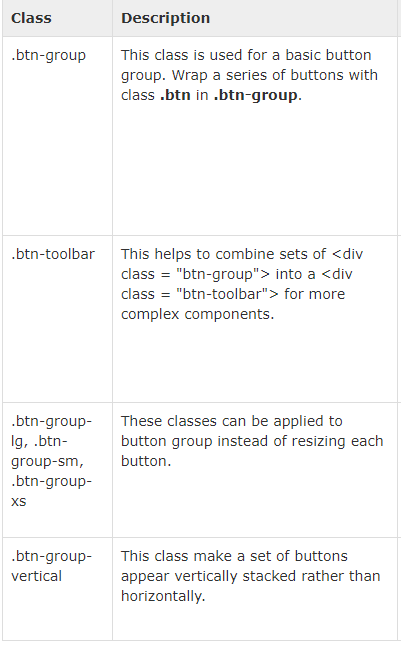 Class Description
.btn-group
This class is used for a basic button
group. Wrap a series of buttons with
class .btn in .btn-group.
.btn-toolbar
This helps to combine sets of <div
class = "btn-group"> into a <div
class = "btn-toolbar"> for more
complex components.
.btn-group-
lg, .btn-
group-sm,
.btn-group-
xs
These classes can be applied to
button group instead of resizing each
button.
.btn-group-
vertical
This class make a set of buttons
appear vertically stacked rather than
horizontally.